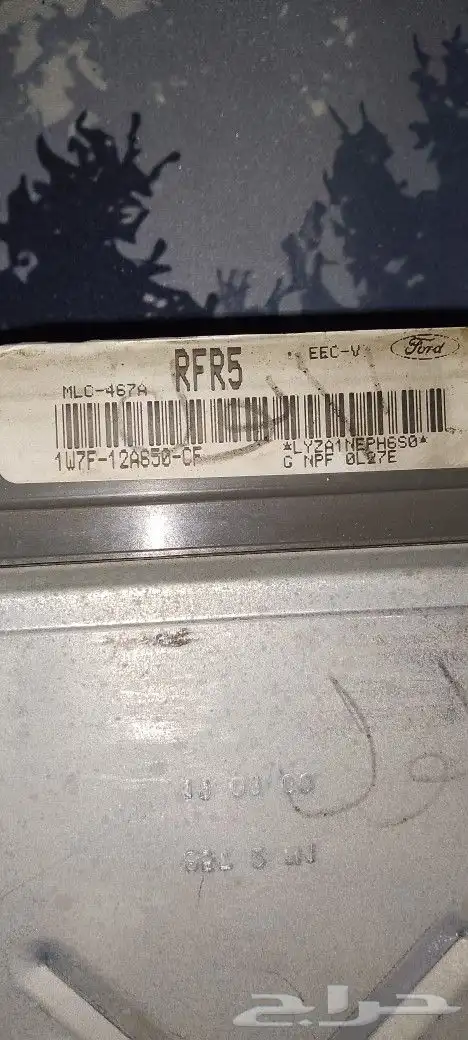 RFR5
EEC-V
Ford
MLC-467A
1W7F-12A650-CF
*LYZA1NEPH6S0*
G NPF 0L27E
حراج